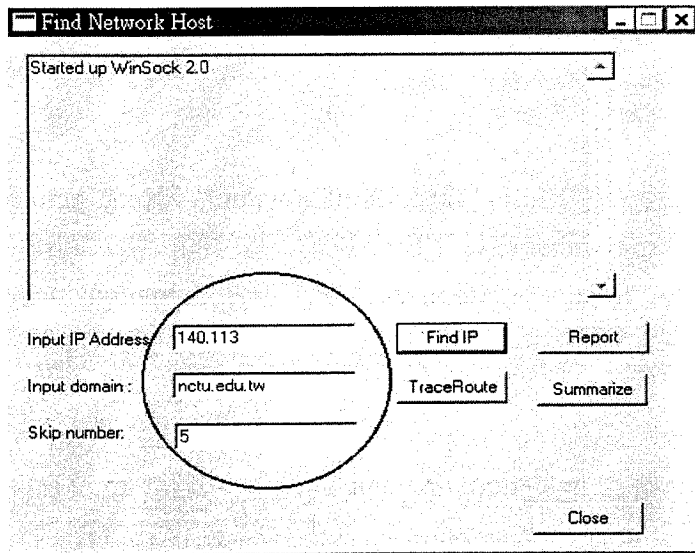 Find Network Host
Started up WinSock 2.0
Input IP Address: 140.113 Find IP Report
Input domain : nctu.edu.tw TraceRoute Summarize
Skip number: 5
Close